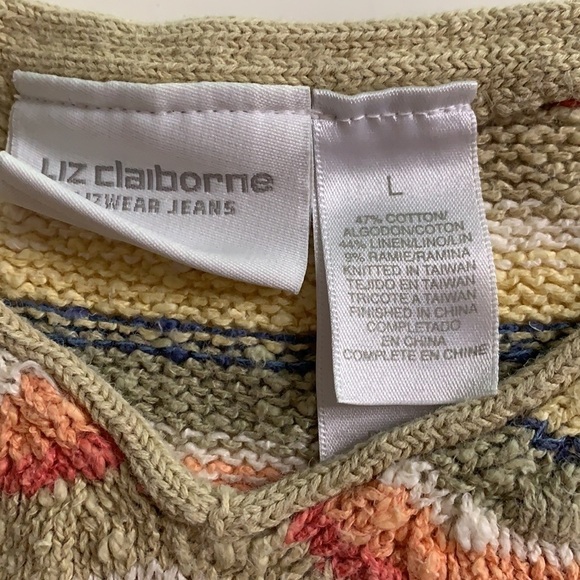 LIZ claiborne
LIZWEAR JEANS
L
47% COTTON/
ALGODON/COTON
44% LINEN/LINO/LIN
9% RAMIE/RAMINA
KNITTED IN TAIWAN
TEJIDO EN TAIWAN
TRICOTE A TAIWAN
FINISHED IN CHINA
COMPLETADO
EN CHINA
COMPLETE EN CHINE